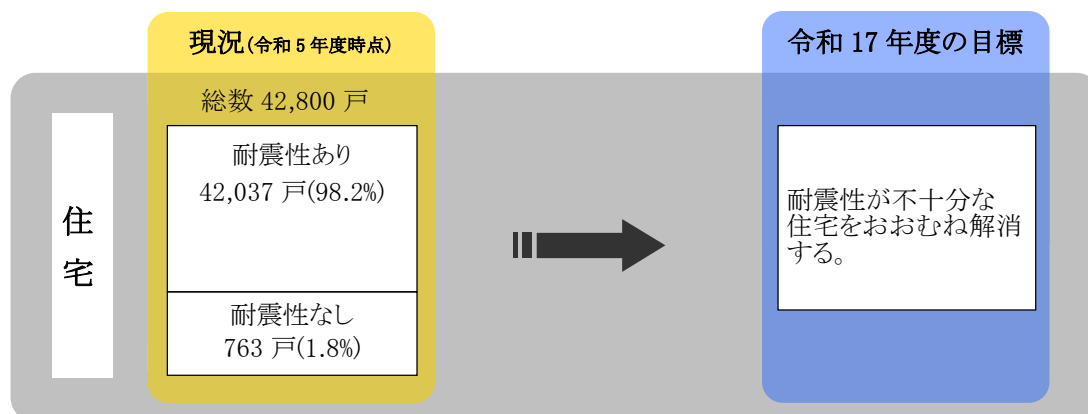 現況(令和5年度時点)
令和17年度の目標
総数 42,800 戸
住宅
耐震性あり
42,037 戸(98.2%)
耐震性なし
763 戸(1.8%)
耐震性が不十分な
住宅をおおむね解消
する。